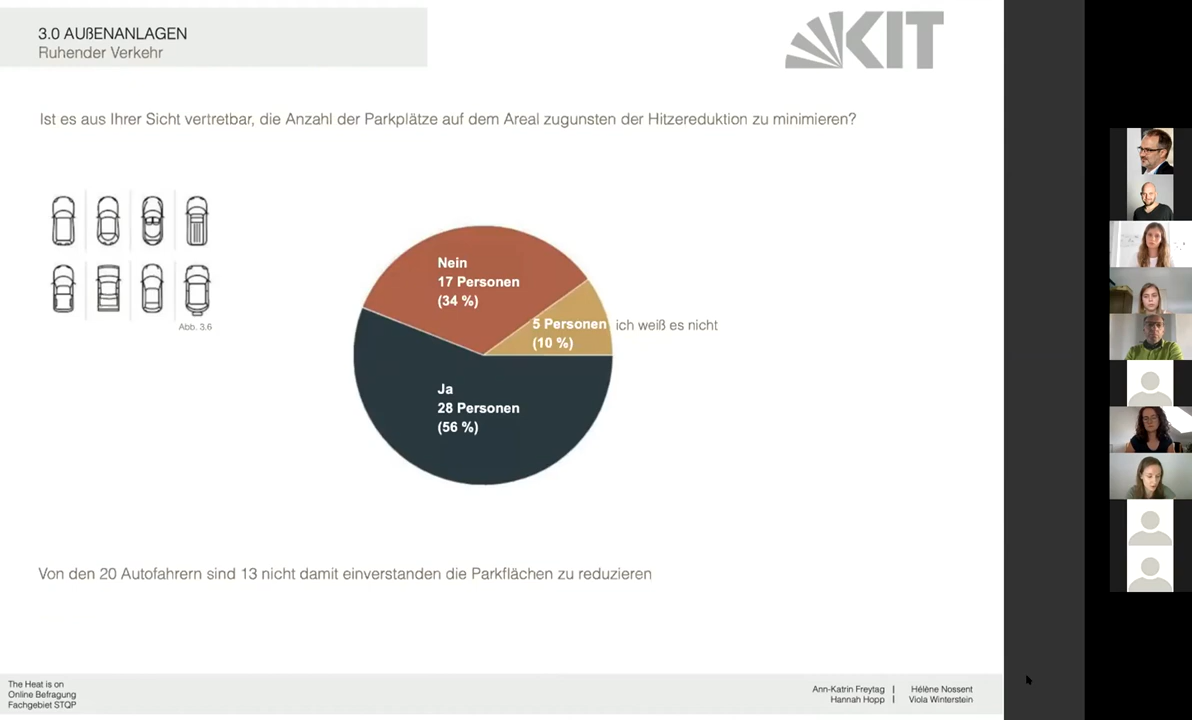 3.0 AUßENANLAGEN
Ruhender Verkehr
KIT
Ist es aus Ihrer Sicht vertretbar, die Anzahl der Parkplätze auf dem Areal zugunsten der Hitzereduktion zu minimieren?
Abb. 3.6
Nein
17 Personen
(34 %)
5 Personen ich weiß es nicht
(10 %)
Ja
28 Personen
(56 %)
Von den 20 Autofahrern sind 13 nicht damit einverstanden die Parkflächen zu reduzieren
The Heat is on
Online Befragung
Fachgebiet STQP
Ann-Katrin Freytag | Hélène Nossent
Hannah Hopp | Viola Winterstein